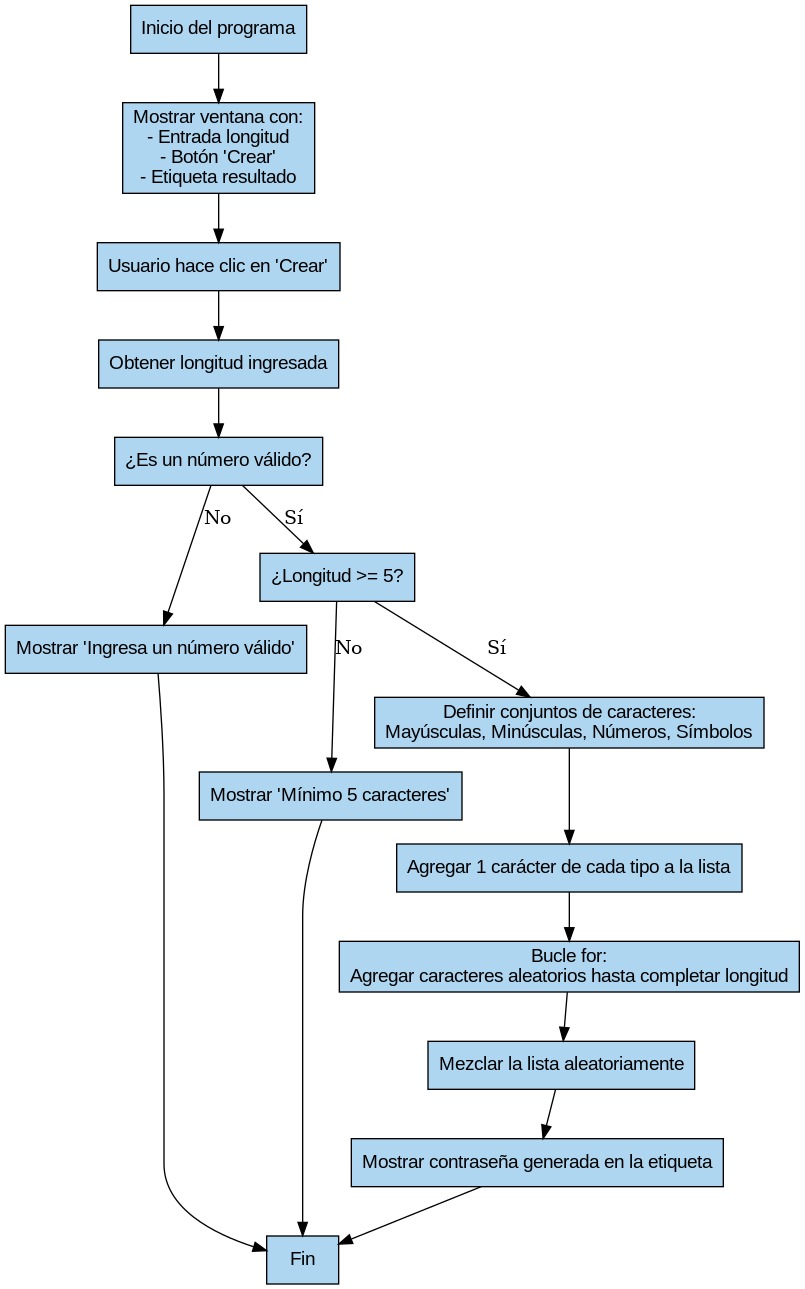 Inicio del programa
Mostrar ventana con:
- Entrada longitud
- Botón 'Crear'
- Etiqueta resultado
Usuario hace clic en 'Crear'
Obtener longitud ingresada
¿Es un número válido?
No
Sí
¿Longitud >= 5?
Mostrar 'Ingresa un número válido'
No
Sí
Definir conjuntos de caracteres:
Mayúsculas, Minúsculas, Números, Símbolos
Mostrar 'Mínimo 5 caracteres'
Agregar 1 carácter de cada tipo a la lista
Bucle for:
Agregar caracteres aleatorios hasta completar longitud
Mezclar la lista aleatoriamente
Mostrar contraseña generada en la etiqueta
Fin